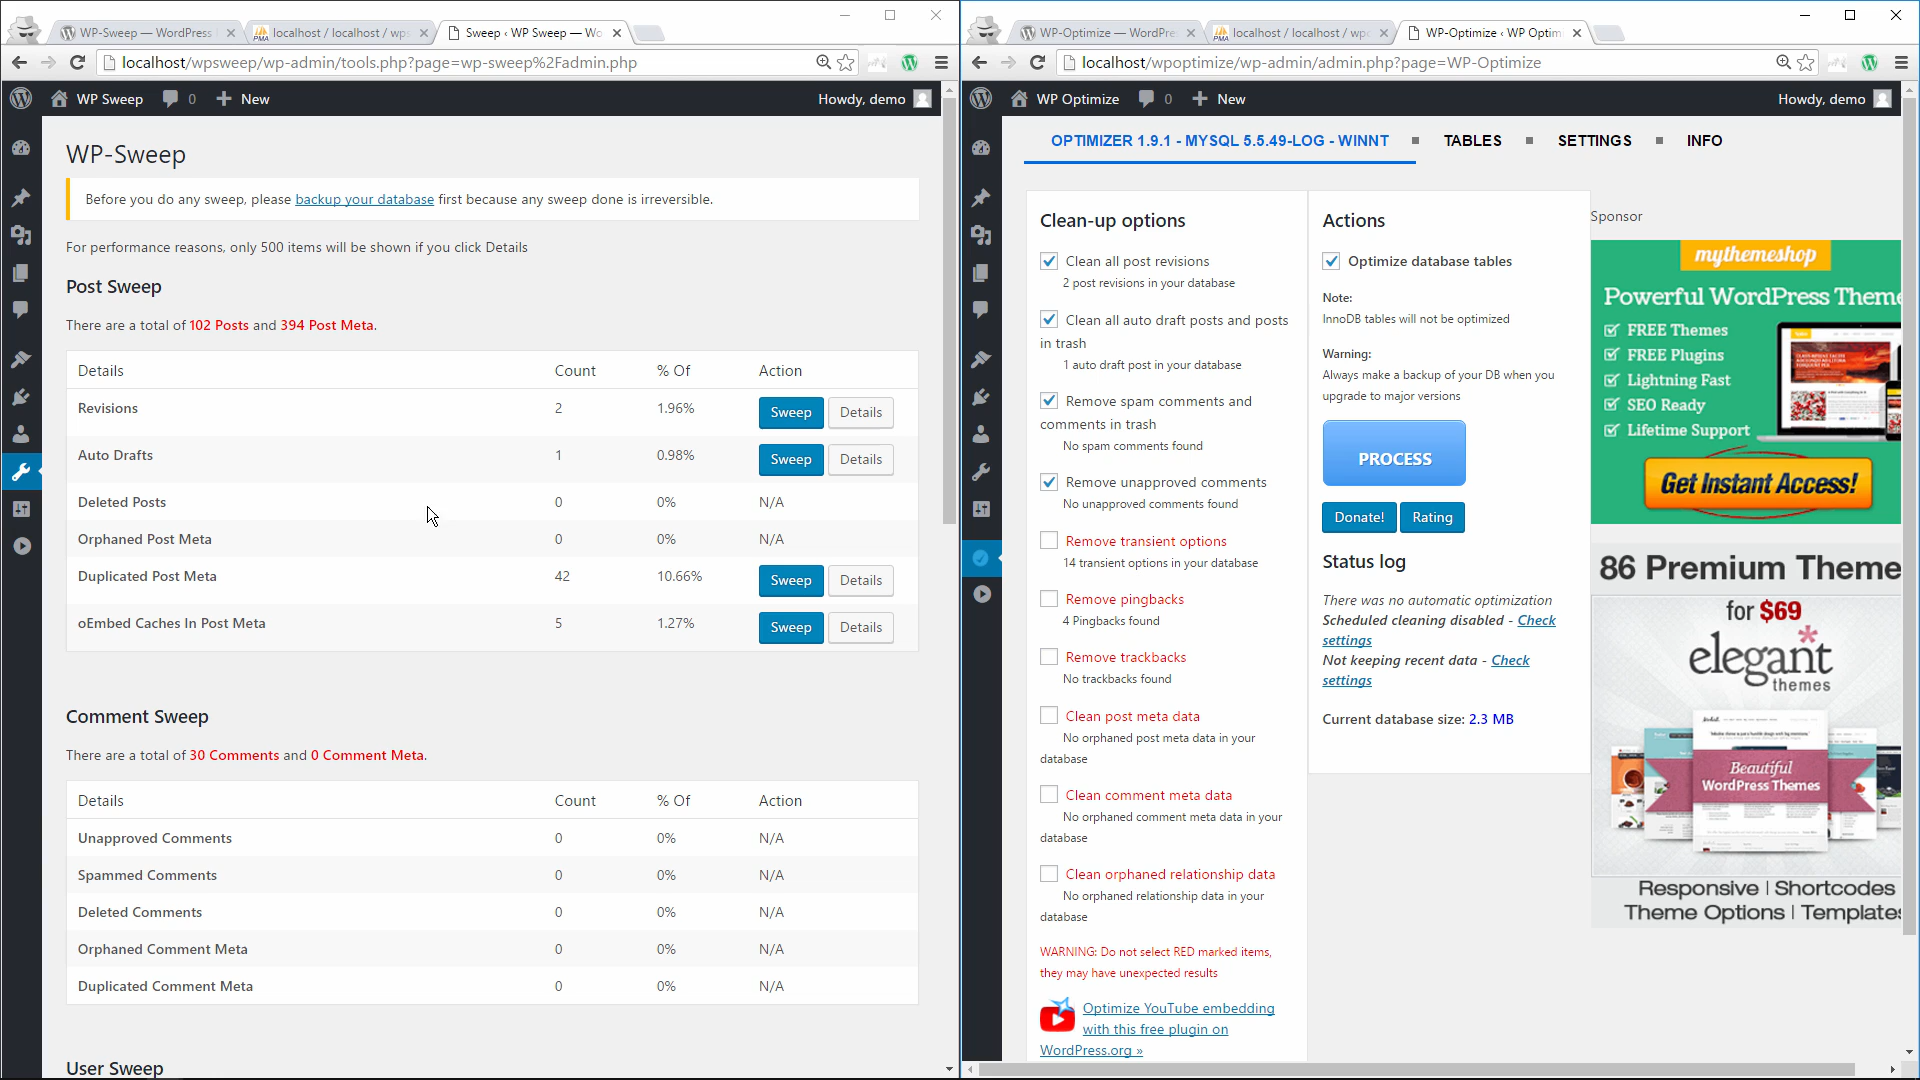 WP-Sweep — WordPress
localhost / localhost / wps
Sweep ‹ WP Sweep — Wo
localhost/wpsweep/wp-admin/tools.php?page=wp-sweep%2Fadmin.php
WP Sweep
0
New
Howdy, demo
WP-Sweep
Before you do any sweep, please backup your database first because any sweep done is irreversible.
For performance reasons, only 500 items will be shown if you click Details
Post Sweep
There are a total of 102 Posts and 394 Post Meta.
Details Count % Of Action
Revisions 2 1.96% Sweep Details
Auto Drafts 1 0.98% Sweep Details
Deleted Posts 0 0% N/A
Orphaned Post Meta 0 0% N/A
Duplicated Post Meta 42 10.66% Sweep Details
oEmbed Caches In Post Meta 5 1.27% Sweep Details
Comment Sweep
There are a total of 30 Comments and 0 Comment Meta.
Details Count % Of Action
Unapproved Comments 0 0% N/A
Spammed Comments 0 0% N/A
Deleted Comments 0 0% N/A
Orphaned Comment Meta 0 0% N/A
Duplicated Comment Meta 0 0% N/A
User Sweep
WP-Optimize — WordPre
localhost / localhost / wpo
WP-Optimize ‹ WP Optim
localhost/wpoptimize/wp-admin/admin.php?page=WP-Optimize
WP Optimize
0
New
Howdy, demo
OPTIMIZER 1.9.1 - MYSQL 5.5.49-LOG - WINNT
TABLES
SETTINGS
INFO
Clean-up options
Clean all post revisions
2 post revisions in your database
Clean all auto draft posts and posts
in trash
1 auto draft post in your database
Remove spam comments and
comments in trash
No spam comments found
Remove unapproved comments
No unapproved comments found
Remove transient options
14 transient options in your database
Remove pingbacks
4 Pingbacks found
Remove trackbacks
No trackbacks found
Clean post meta data
No orphaned post meta data in your
database
Clean comment meta data
No orphaned comment meta data in your
database
Clean orphaned relationship data
No orphaned relationship data in your
database
WARNING: Do not select RED marked items,
they may have unexpected results
Optimize YouTube embedding
with this free plugin on
WordPress.org »
Actions
Optimize database tables
Note:
InnoDB tables will not be optimized
Warning:
Always make a backup of your DB when you
upgrade to major versions
PROCESS
Donate!
Rating
Status log
There was no automatic optimization
Scheduled cleaning disabled - Check
settings
Not keeping recent data - Check
settings
Current database size: 2.3 MB
Sponsor
mythemeshop
Powerful WordPress Theme
FREE Themes
FREE Plugins
Lightning Fast
SEO Ready
Lifetime Support
Get Instant Access!
86 Premium Theme
for $69
elegant
themes
Beautiful
WordPress Themes
Responsive | Shortcodes
Theme Options | Templates